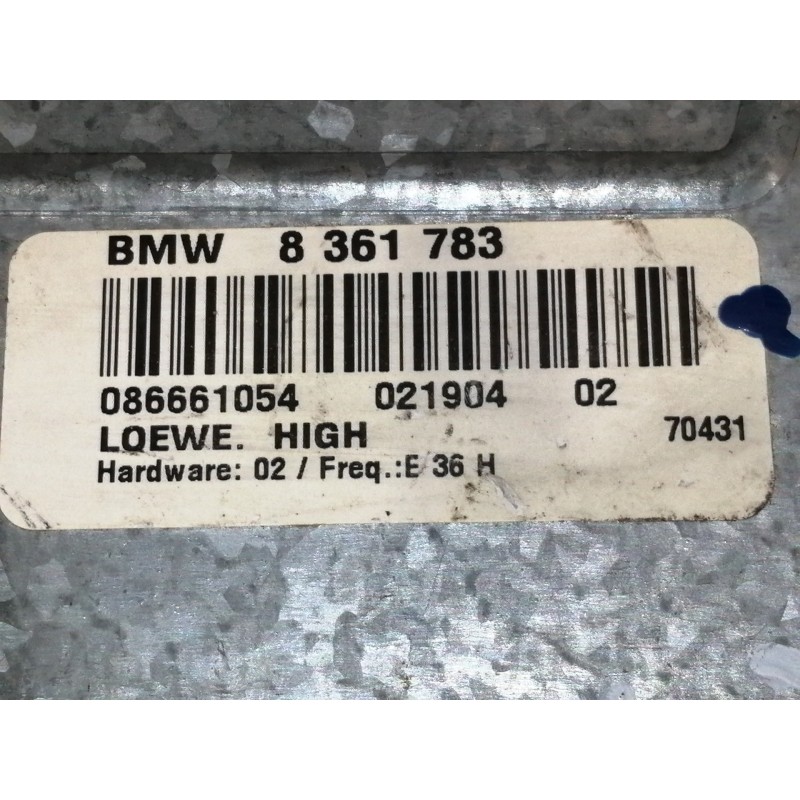 BMW 8 361 783
086661054 021904 02
LOEWE. HIGH 70431
Hardware: 02 / Freq.:E 36 H